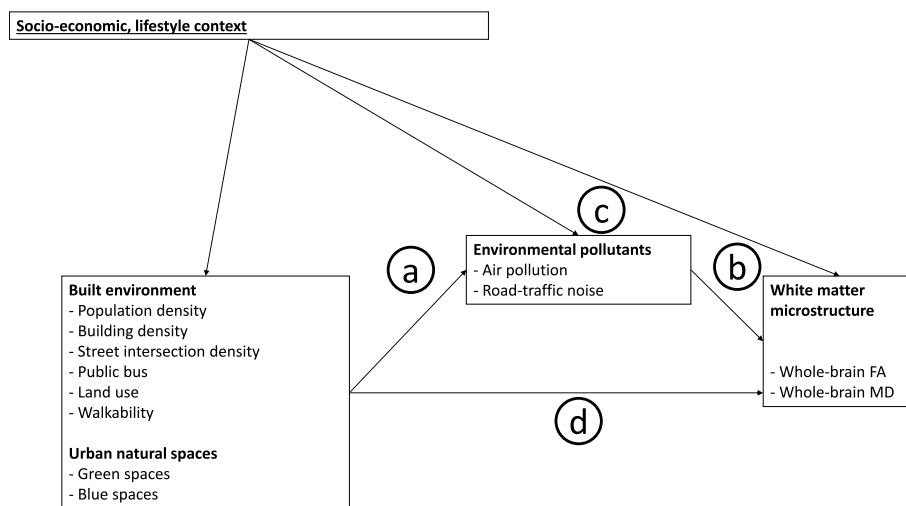 Socio-economic, lifestyle context
c
Environmental pollutants
- Air pollution
- Road-traffic noise
a
b
Built environment
- Population density
- Building density
- Street intersection density
- Public bus
- Land use
- Walkability
Urban natural spaces
- Green spaces
- Blue spaces
White matter
microstructure
- Whole-brain FA
- Whole-brain MD
d